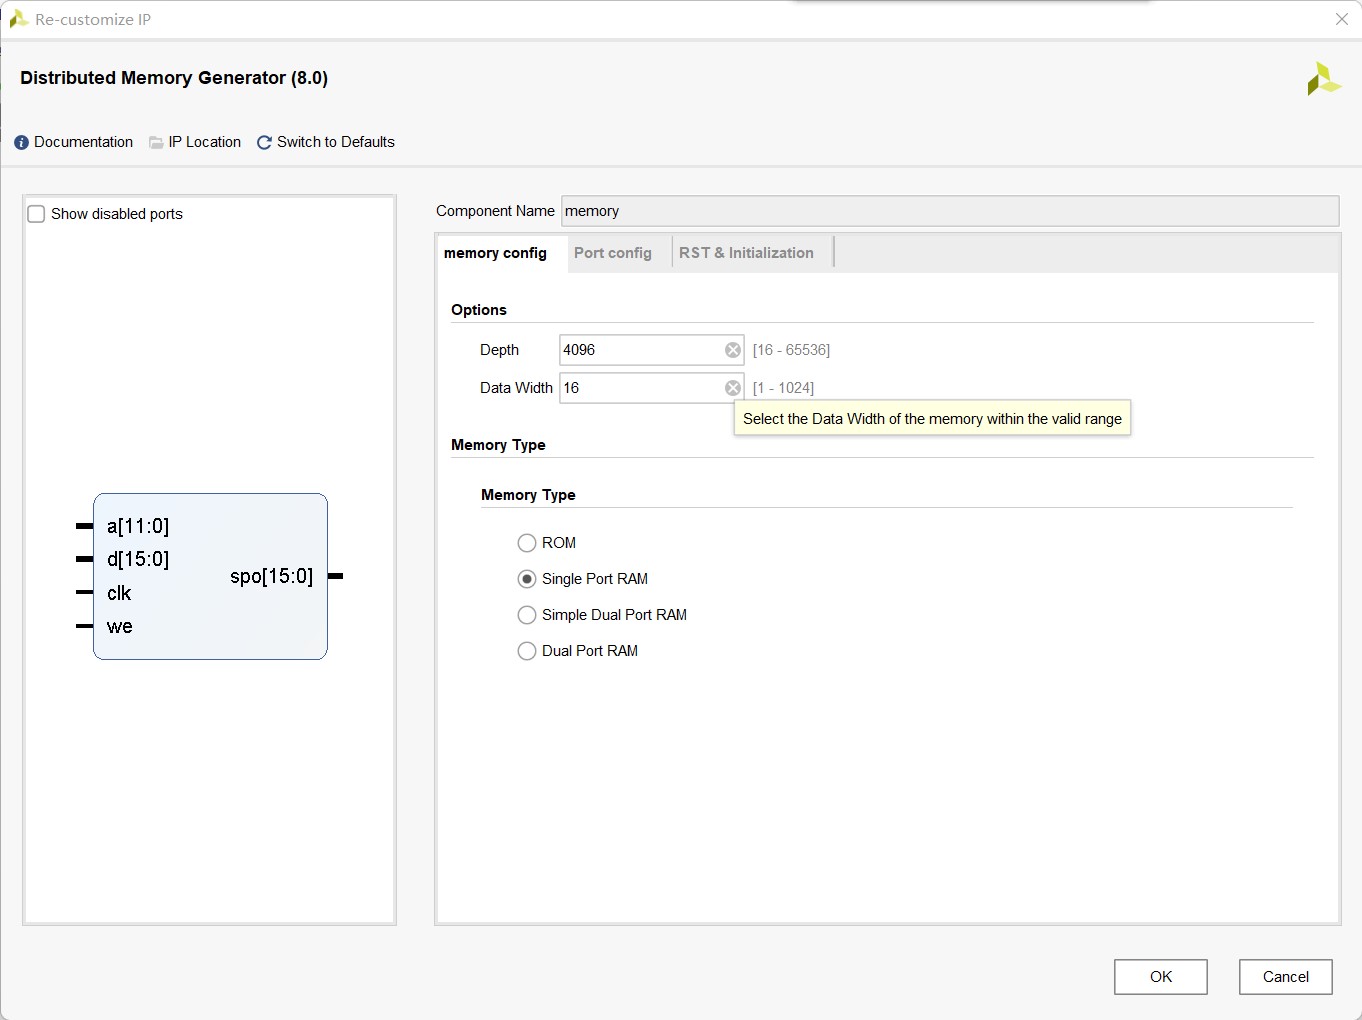 Re-customize IP
Distributed Memory Generator (8.0)
Documentation IP Location Switch to Defaults
Show disabled ports
a[11:0]
d[15:0]
clk
we
spo[15:0]
Component Name memory
memory config Port config RST & Initialization
Options
Depth 4096 [16 - 65536]
Data Width 16 [1 - 1024]
Select the Data Width of the memory within the valid range
Memory Type
Memory Type
ROM
Single Port RAM
Simple Dual Port RAM
Dual Port RAM
OK Cancel